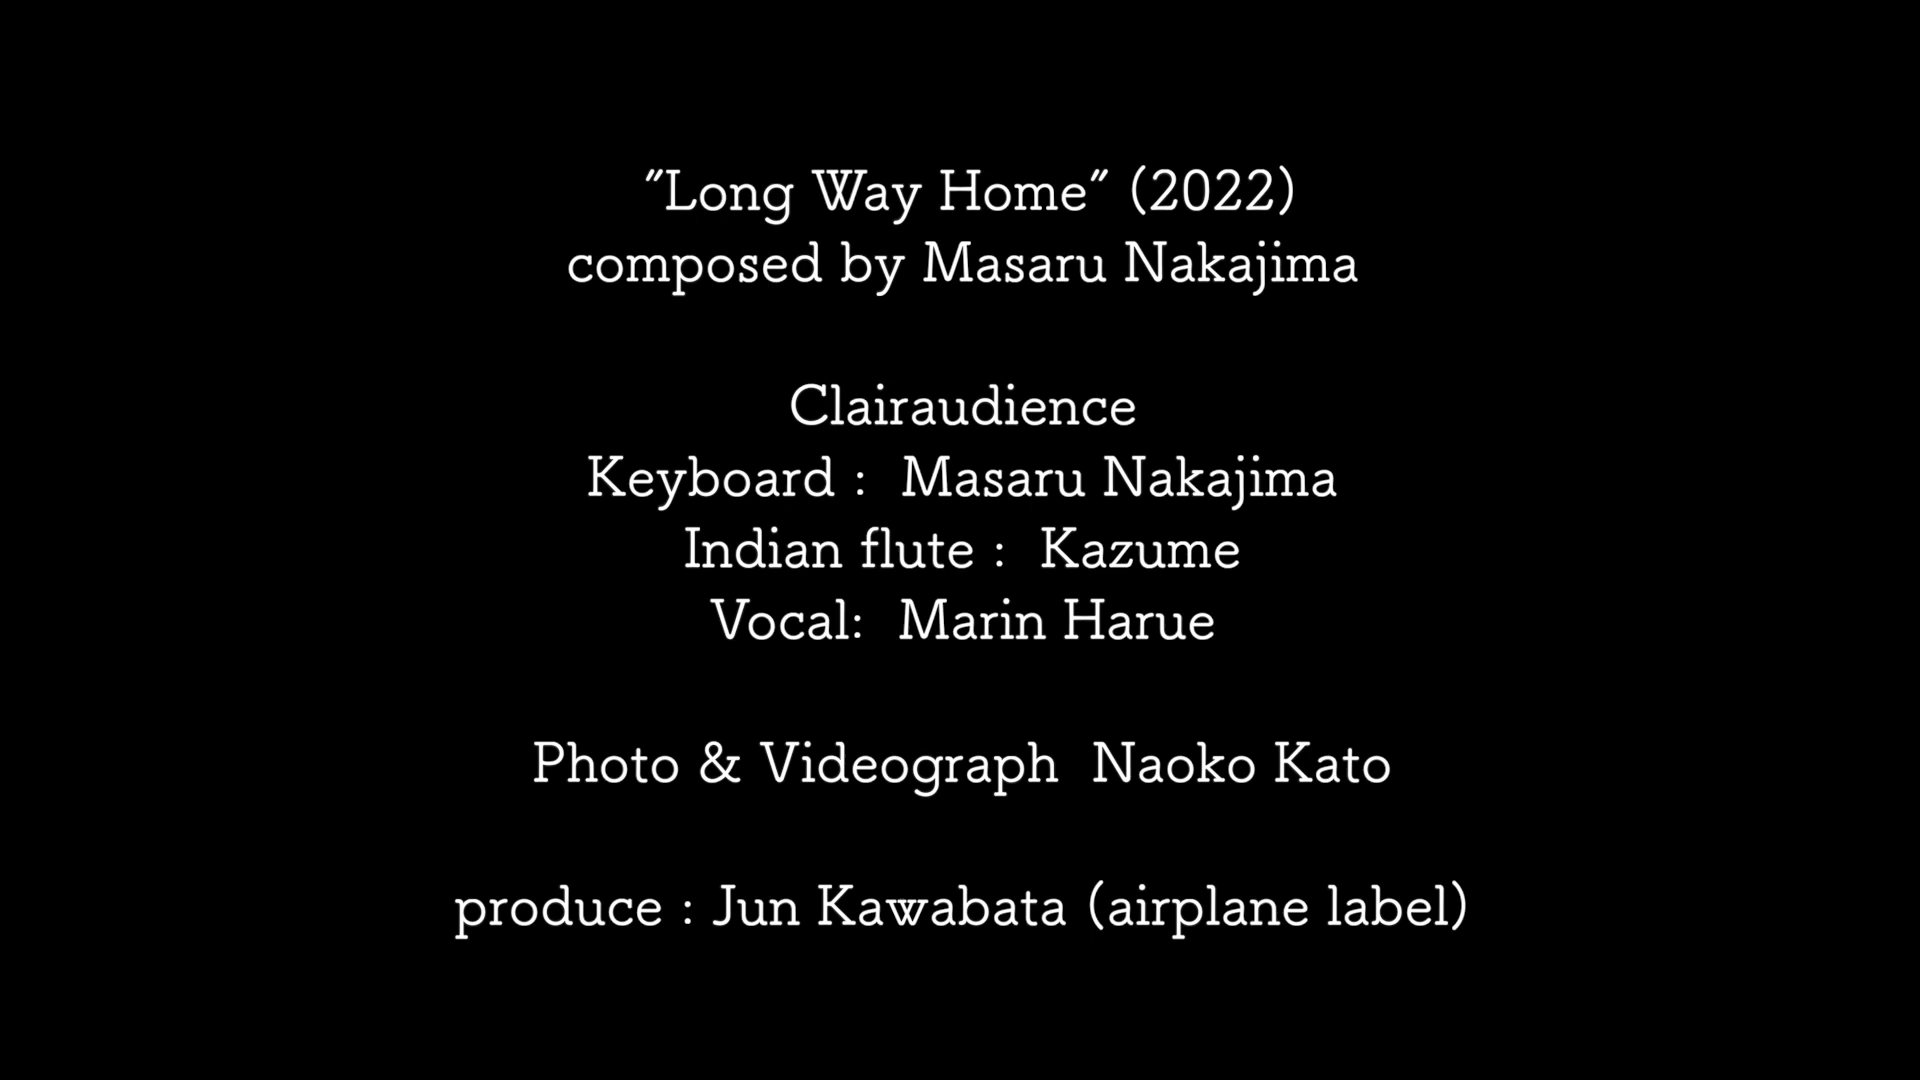 "Long Way Home" (2022)
composed by Masaru Nakajima
Clairaudience
Keyboard :  Masaru Nakajima
Indian flute :  Kazume
Vocal:  Marin Harue
Photo & Videograph  Naoko Kato
produce : Jun Kawabata (airplane label)